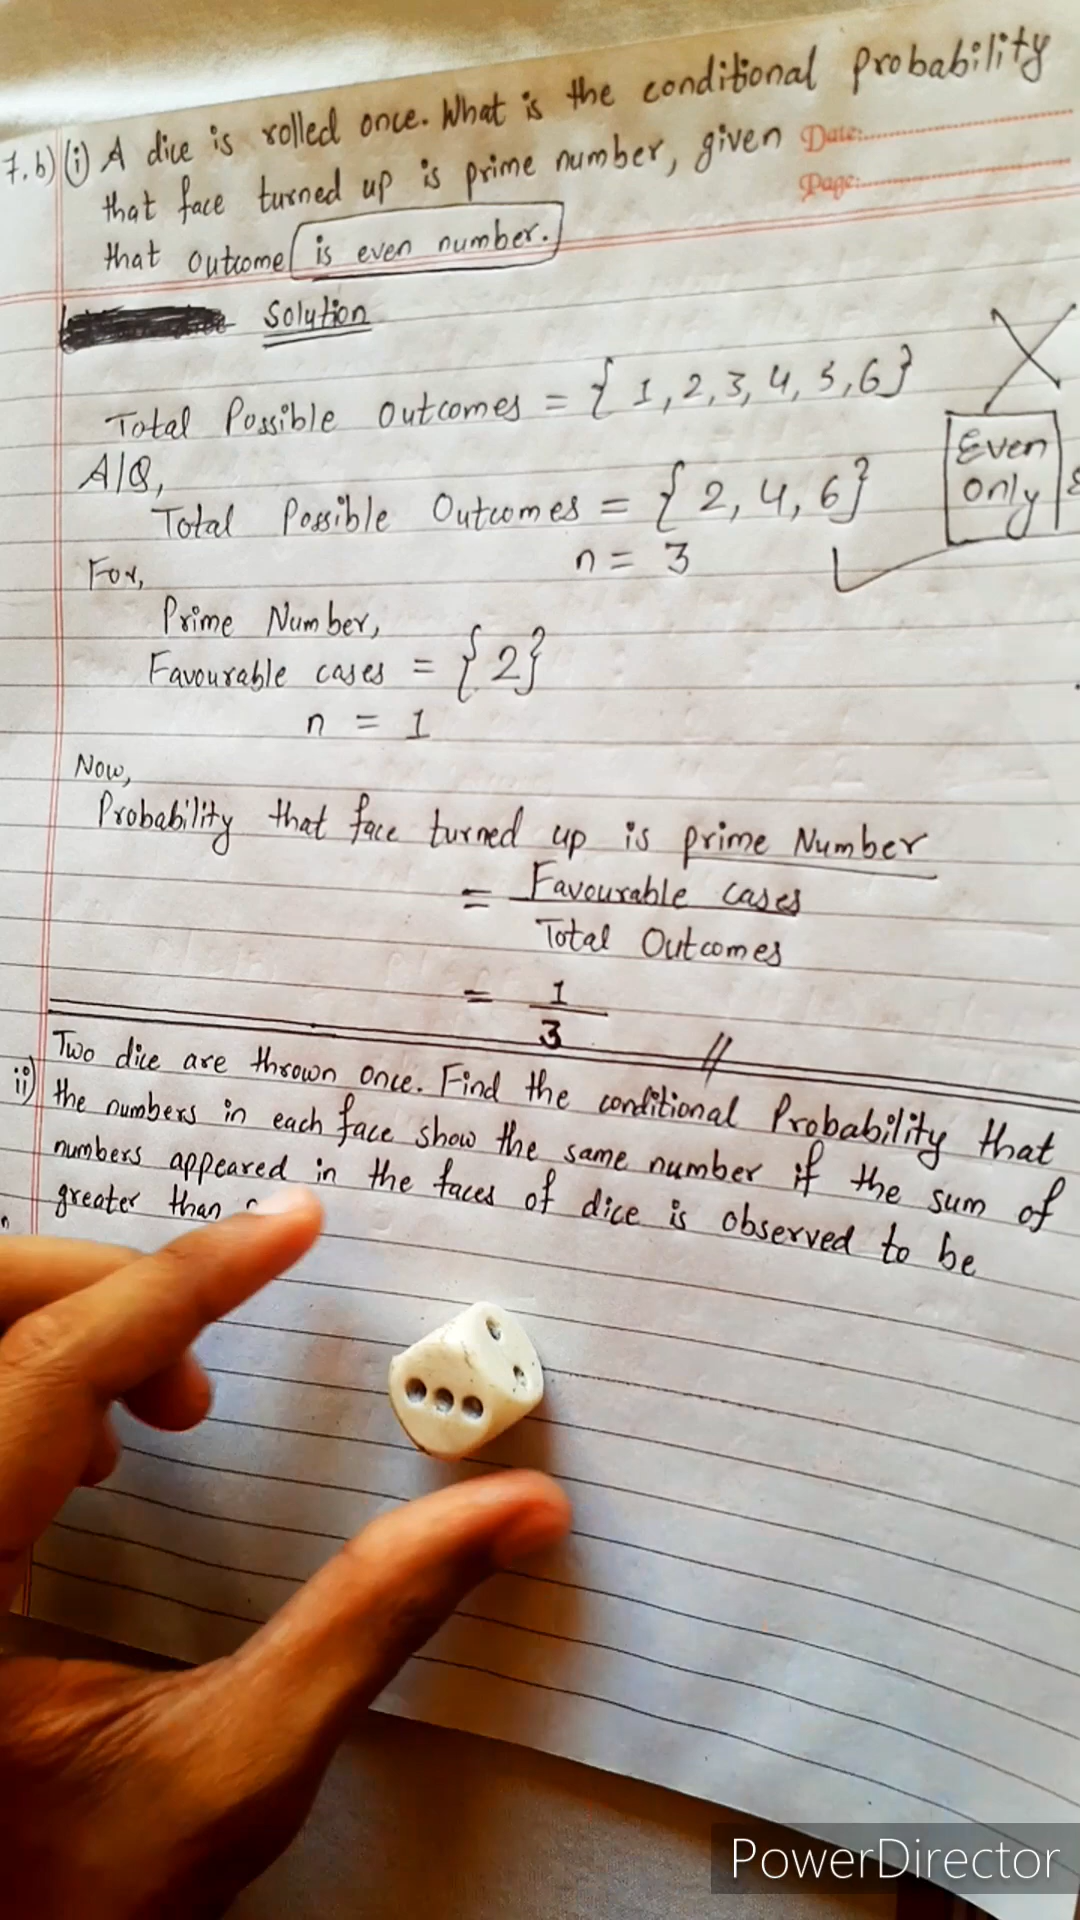 7.b) (i) A dice is rolled once. What is the conditional probability
that face turned up is prime number, given
that outcome is even number.
Date:
Page:
Solution
Total Possible Outcomes = { 1, 2, 3, 4, 5, 6 }
A/Q,
Total Possible Outcomes = { 2, 4, 6 }
Even
Only
n = 3
For,
Prime Number,
Favourable cases = { 2 }
n = 1
Now,
Probability that face turned up is prime Number
= Favourable cases
Total Outcomes
= 1
3 //
ii) Two dice are thrown once. Find the conditional Probability that
the numbers in each face show the same number if the sum of
numbers appeared in the faces of dice is observed to be
greater than
PowerDirector